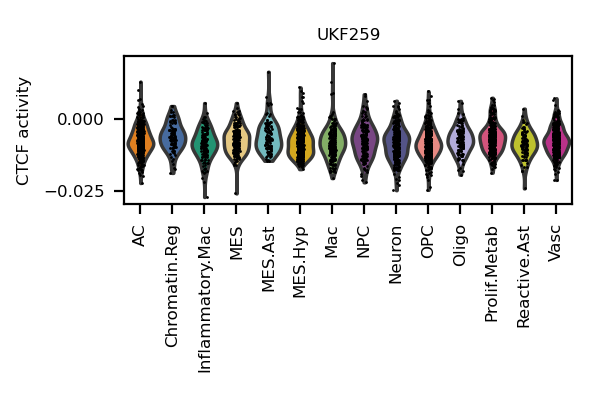 UKF259
CTCF activity
0.000
−0.025
AC
Chromatin.Reg
Inflammatory.Mac
MES
MES.Ast
MES.Hyp
Mac
NPC
Neuron
OPC
Oligo
Prolif.Metab
Reactive.Ast
Vasc